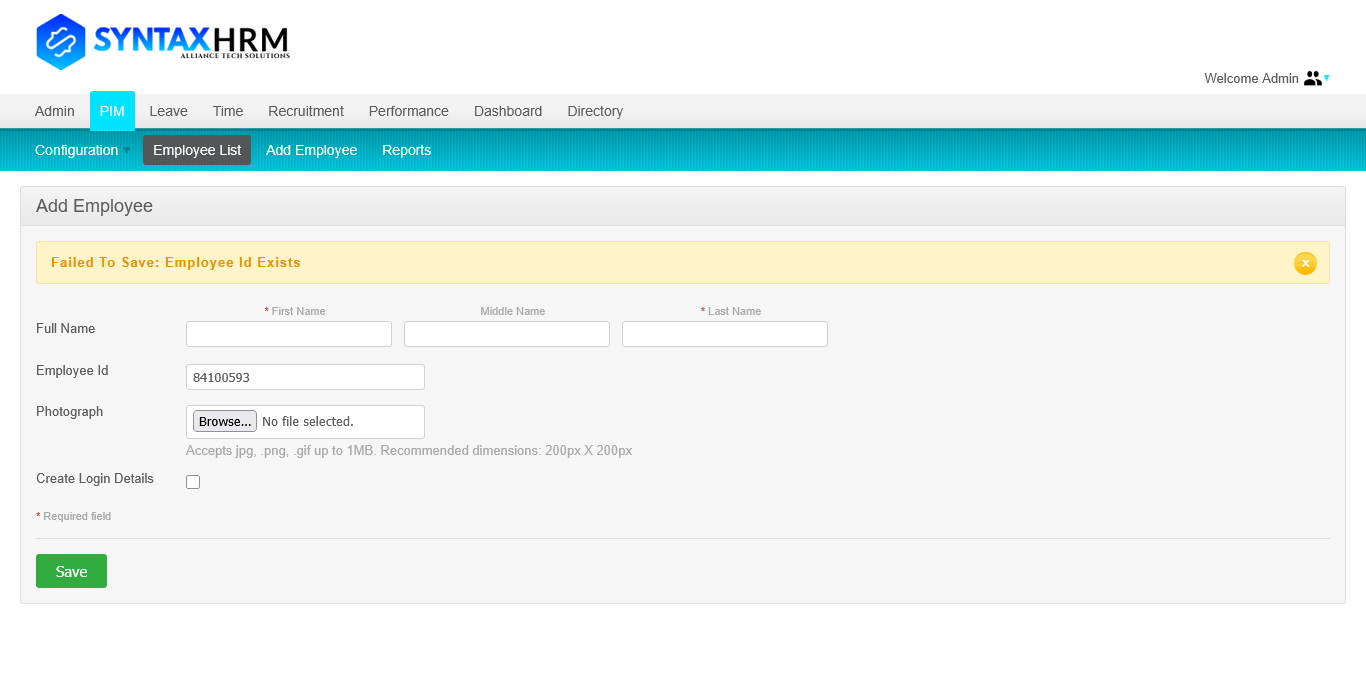 SYNTAXHRM
ALLIANCE TECH SOLUTIONS
Welcome Admin
Admin PIM Leave Time Recruitment Performance Dashboard Directory
Configuration Employee List Add Employee Reports
Add Employee
Failed To Save: Employee Id Exists
* First Name Middle Name * Last Name
Full Name
Employee Id 84100593
Photograph Browse... No file selected.
Accepts jpg, .png, .gif up to 1MB. Recommended dimensions: 200px X 200px
Create Login Details
* Required field
Save